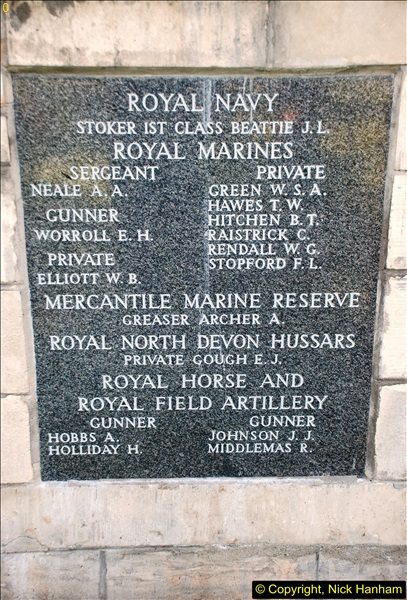 0
ROYAL NAVY
STOKER 1ST CLASS BEATTIE J. L.
ROYAL MARINES
SERGEANT
NEALE A. A.
GUNNER
WORROLL E. H.
PRIVATE
ELLIOTT W. B.
PRIVATE
GREEN W. S. A.
HAWES T. W.
HITCHEN B. T.
RAISTRICK C.
RENDALL W. G.
STOPFORD F. L.
MERCANTILE MARINE RESERVE
GREASER ARCHER A.
ROYAL NORTH DEVON HUSSARS
PRIVATE GOUGH E. J.
ROYAL HORSE AND
ROYAL FIELD ARTILLERY
GUNNER
HOBBS A.
HOLLIDAY H.
GUNNER
JOHNSON J. J.
MIDDLEMAS R.
© Copyright, Nick Hanham